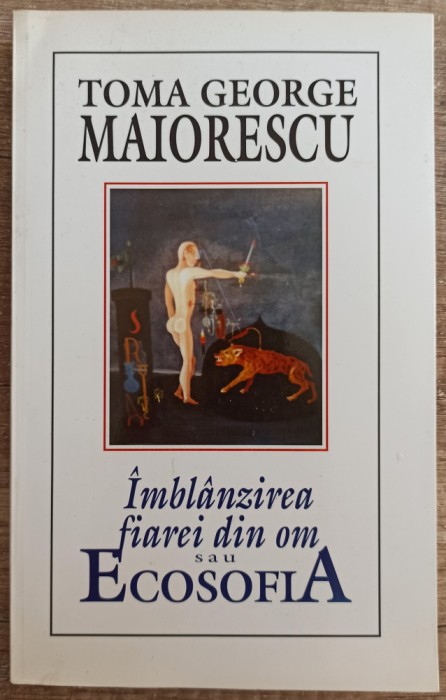 TOMA GEORGE
MAIORESCU
Îmblânzirea
fiarei din om
sau
ECOSOFIA